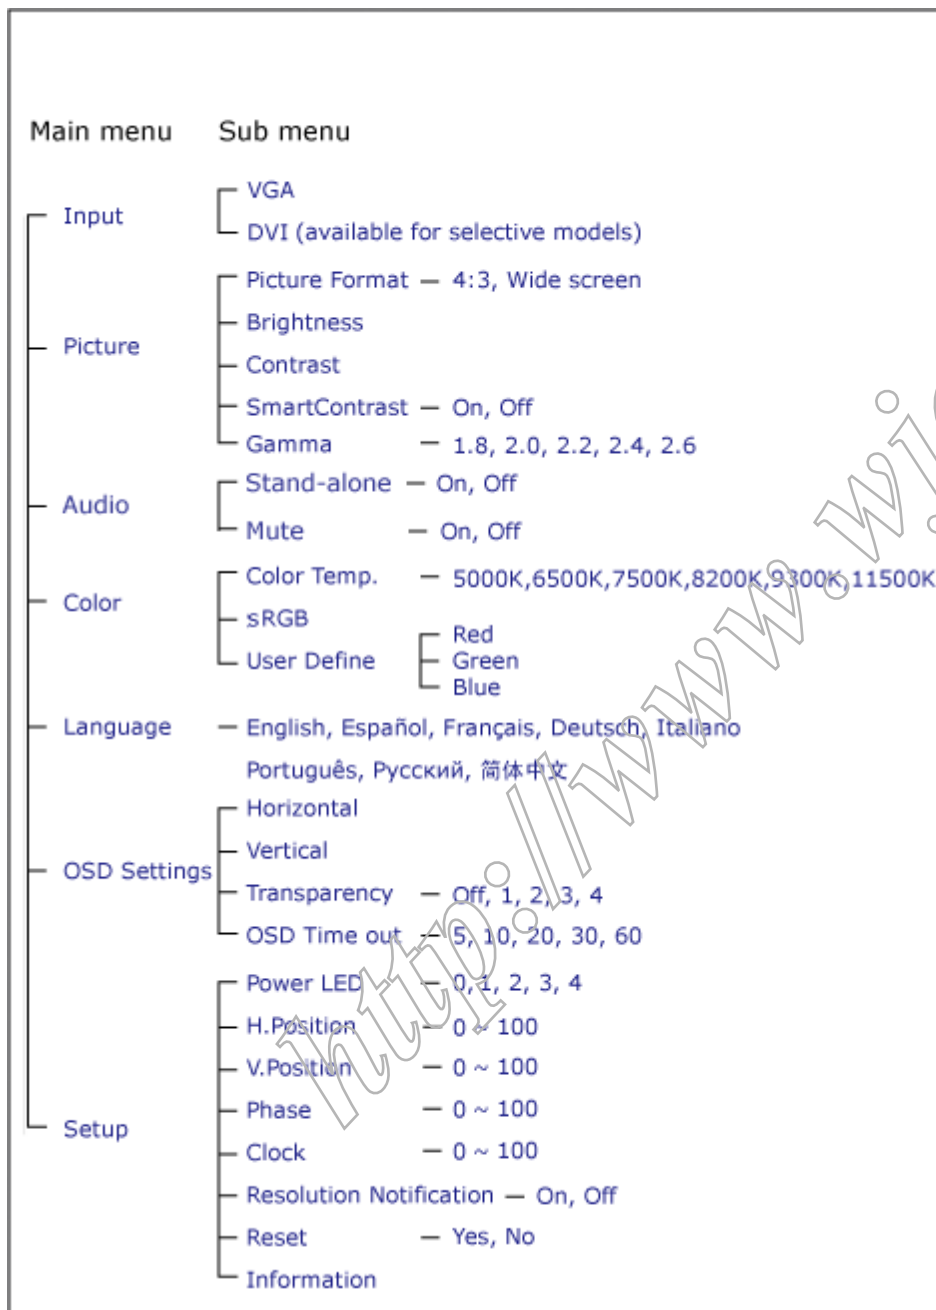 Main menu Sub menu
VGA
Input
DVI (available for selective models)
Picture Format — 4:3, Wide screen
Brightness
Picture
Contrast
SmartContrast — On, Off
Gamma — 1.8, 2.0, 2.2, 2.4, 2.6
Stand-alone — On, Off
Audio
Mute — On, Off
Color Temp. — 5000K,6500K,7500K,8200K,9300K,11500K
Color
sRGB
Red
User Define Green
Blue
Language — English, Español, Français, Deutsch, Italiano
Português, Русский, 简体中文
Horizontal
Vertical
OSD Settings
Transparency — Off, 1, 2, 3, 4
OSD Time out — 5, 10, 20, 30, 60
Power LED — 0,1, 2, 3, 4
H.Position — 0 ~ 100
V.Position — 0 ~ 100
Phase — 0 ~ 100
Setup
Clock — 0 ~ 100
Resolution Notification — On, Off
Reset — Yes, No
Information